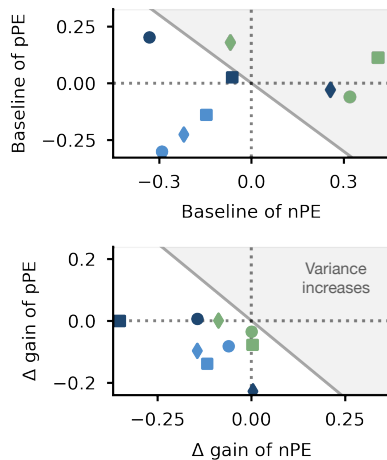 0.25
0.00
−0.25
Baseline of pPE
−0.3
0.0
0.3
Baseline of nPE
0.2
0.0
−0.2
Δ gain of pPE
Variance
increases
−0.25
0.00
0.25
Δ gain of nPE